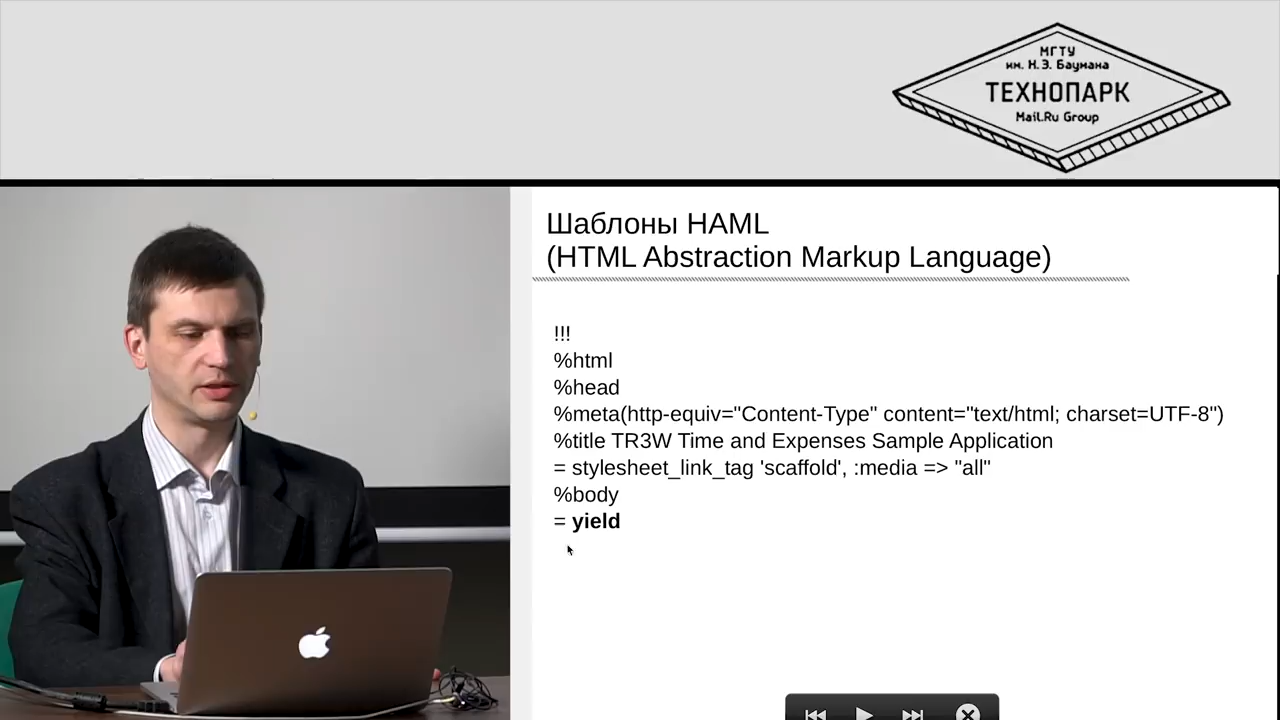 МГТУ
им. Н.Э. Баумана
ТЕХНОПАРК
Mail.Ru Group
Шаблоны HAML
(HTML Abstraction Markup Language)
!!!
%html
%head
%meta(http-equiv="Content-Type" content="text/html; charset=UTF-8")
%title TR3W Time and Expenses Sample Application
= stylesheet_link_tag 'scaffold', :media => "all"
%body
= yield